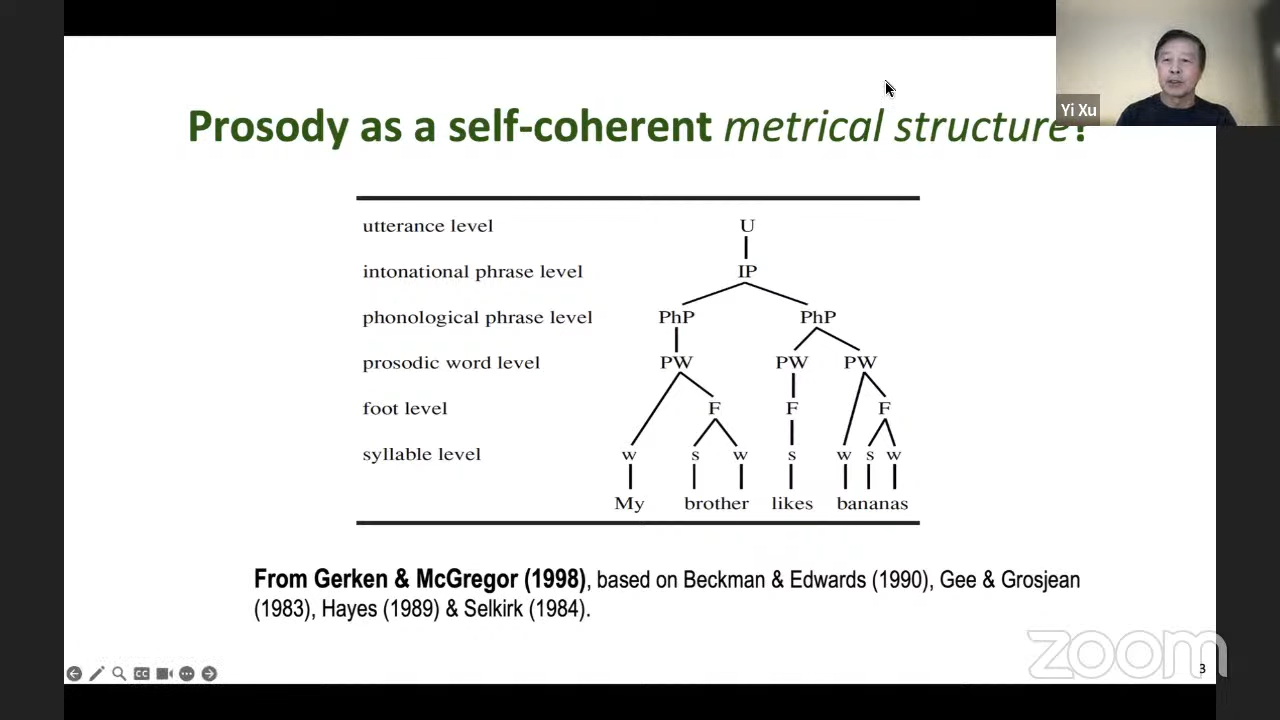 Yi Xu
Prosody as a self-coherent metrical structure?
utterance level U
intonational phrase level IP
phonological phrase level PhP PhP
prosodic word level PW PW PW
foot level F F F
syllable level w s w s w s w
My brother likes bananas
From Gerken & McGregor (1998), based on Beckman & Edwards (1990), Gee & Grosjean
(1983), Hayes (1989) & Selkirk (1984).
zoom
CC
3